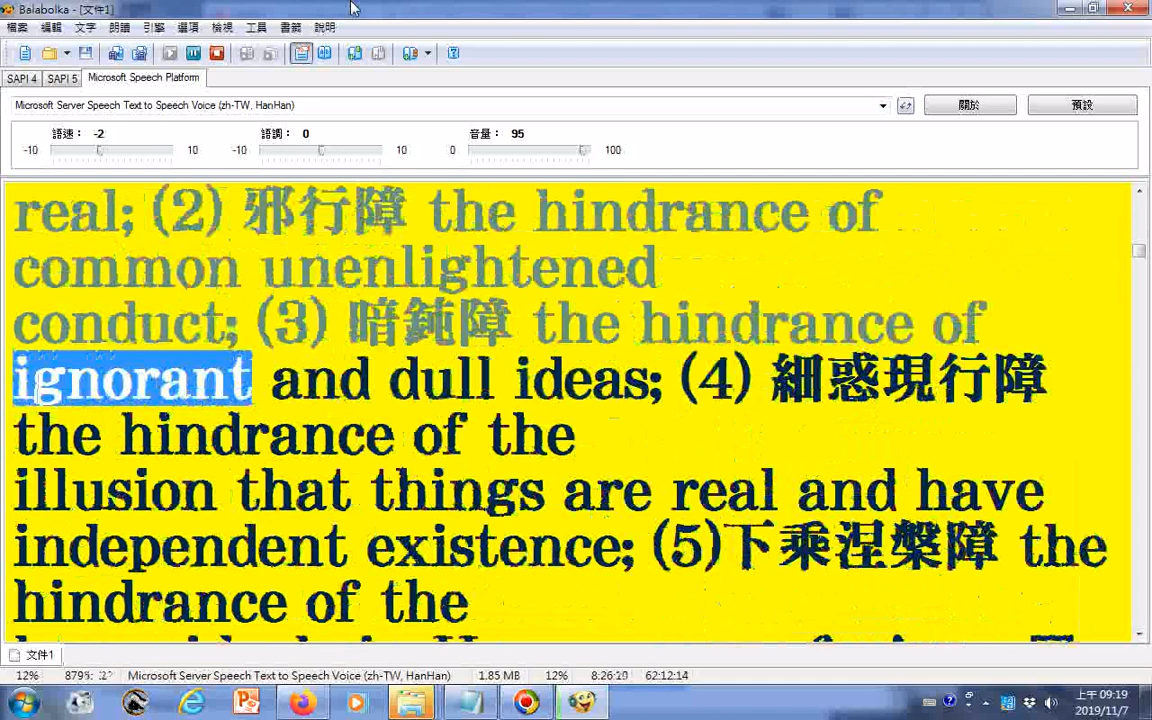 Balabolka - [文件1]
檔案 編輯 文字 朗讀 引擎 選項 檢視 工具 書籤 說明
SAPI 4 SAPI 5 Microsoft Speech Platform
Microsoft Server Speech Text to Speech Voice (zh-TW, HanHan) 關於 預設
語速： -2 語調： 0 音量： 95
-10 10 -10 10 0 100
real; (2) 邪行障 the hindrance of
common unenlightened
conduct; (3) 暗鈍障 the hindrance of
ignorant and dull ideas; (4) 細惑現行障
the hindrance of the
illusion that things are real and have
independent existence; (5)下乘涅槃障 the
hindrance of the
文件1
12% Microsoft Server Speech Text to Speech Voice (zh-TW, HanHan) 1.85 MB 12% 8:26:10 62:12:14
上午 09:19
2019/11/7